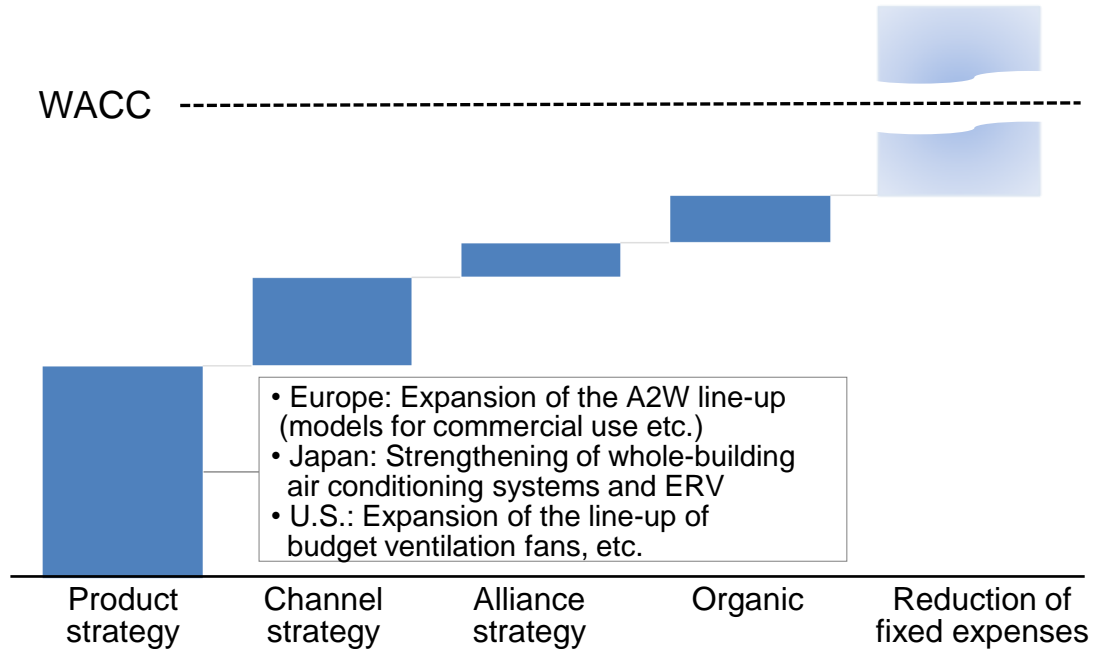 WACC
• Europe: Expansion of the A2W line-up
(models for commercial use etc.)
• Japan: Strengthening of whole-building
air conditioning systems and ERV
• U.S.: Expansion of the line-up of
budget ventilation fans, etc.
Product
strategy
Channel
strategy
Alliance
strategy
Organic
Reduction of
fixed expenses